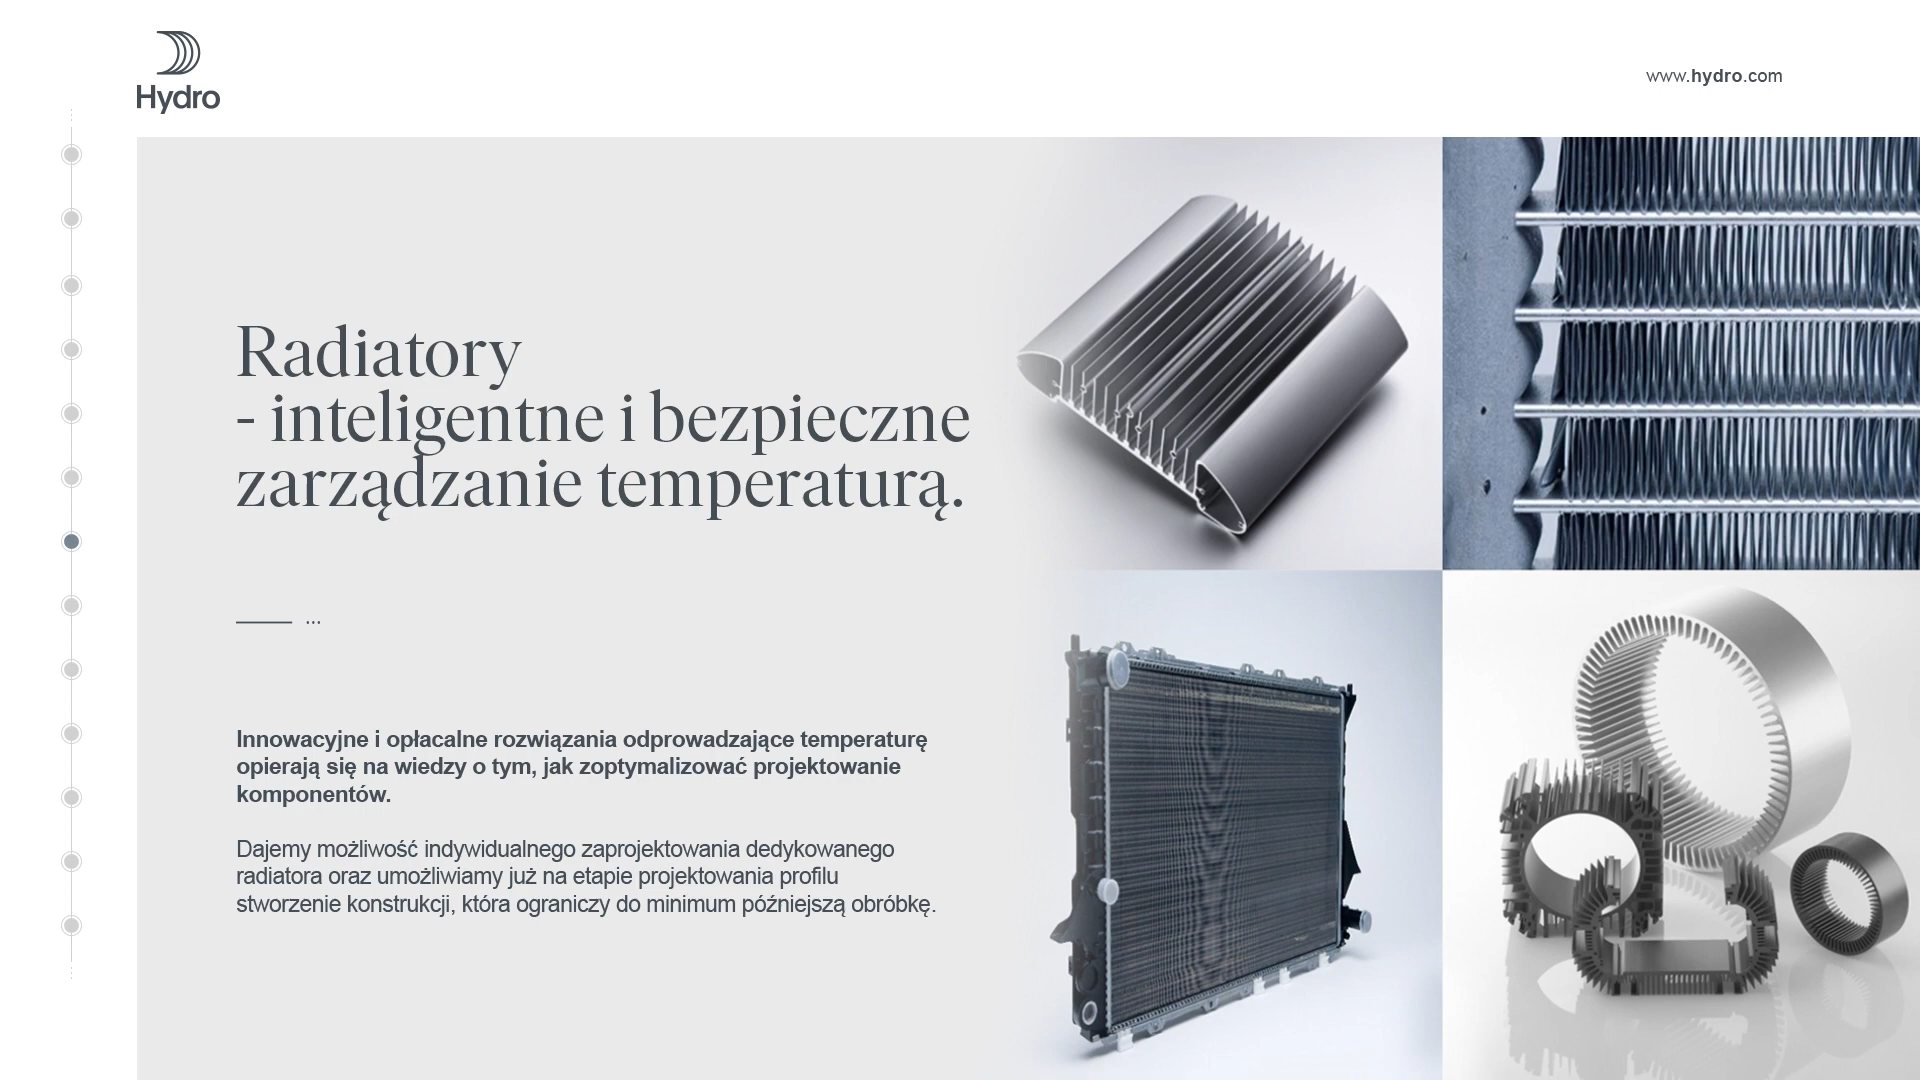 Hydro
www.hydro.com
Radiatory
- inteligentne i bezpieczne
zarządzanie temperaturą.
...
Innowacyjne i opłacalne rozwiązania odprowadzające temperaturę
opierają się na wiedzy o tym, jak zoptymalizować projektowanie
komponentów.
Dajemy możliwość indywidualnego zaprojektowania dedykowanego
radiatora oraz umożliwiamy już na etapie projektowania profilu
stworzenie konstrukcji, która ograniczy do minimum późniejszą obróbkę.